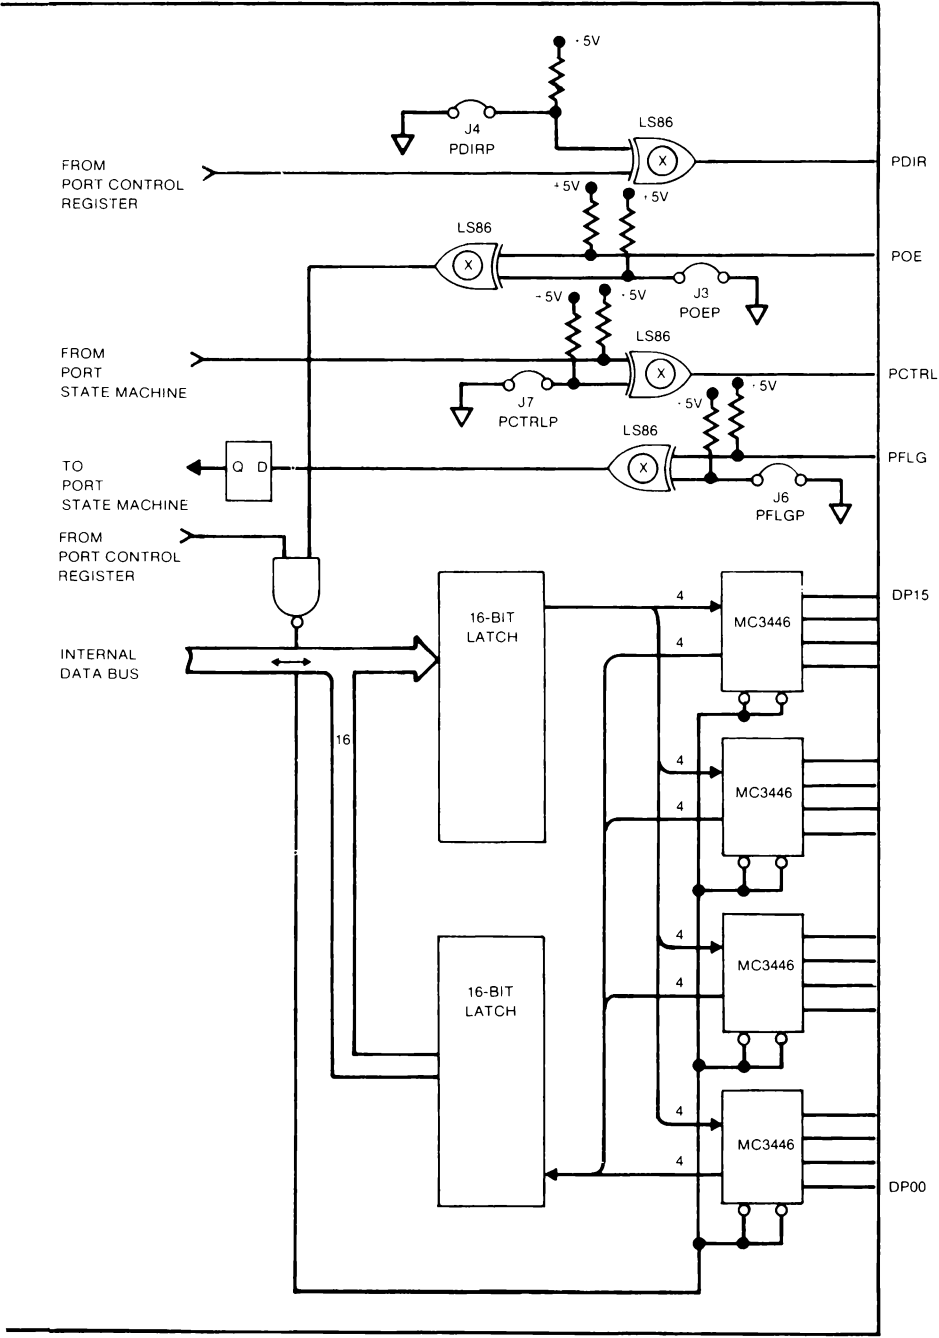 · 5V
LS86
J4
PDIRP
X
PDIR
FROM
PORT CONTROL
REGISTER
+5V
+5V
LS86
X
POE
J3
POEP
-5V
· 5V
LS86
FROM
PORT
STATE MACHINE
X
PCTRL
J7
PCTRLP
· 5V
· 5V
LS86
X
PFLG
TO
PORT
STATE MACHINE
Q D
J6
PFLGP
FROM
PORT CONTROL
REGISTER
16-BIT
LATCH
4
MC3446
DP15
INTERNAL
DATA BUS
4
16
4
MC3446
4
4
MC3446
4
16-BIT
LATCH
4
MC3446
4
DP00